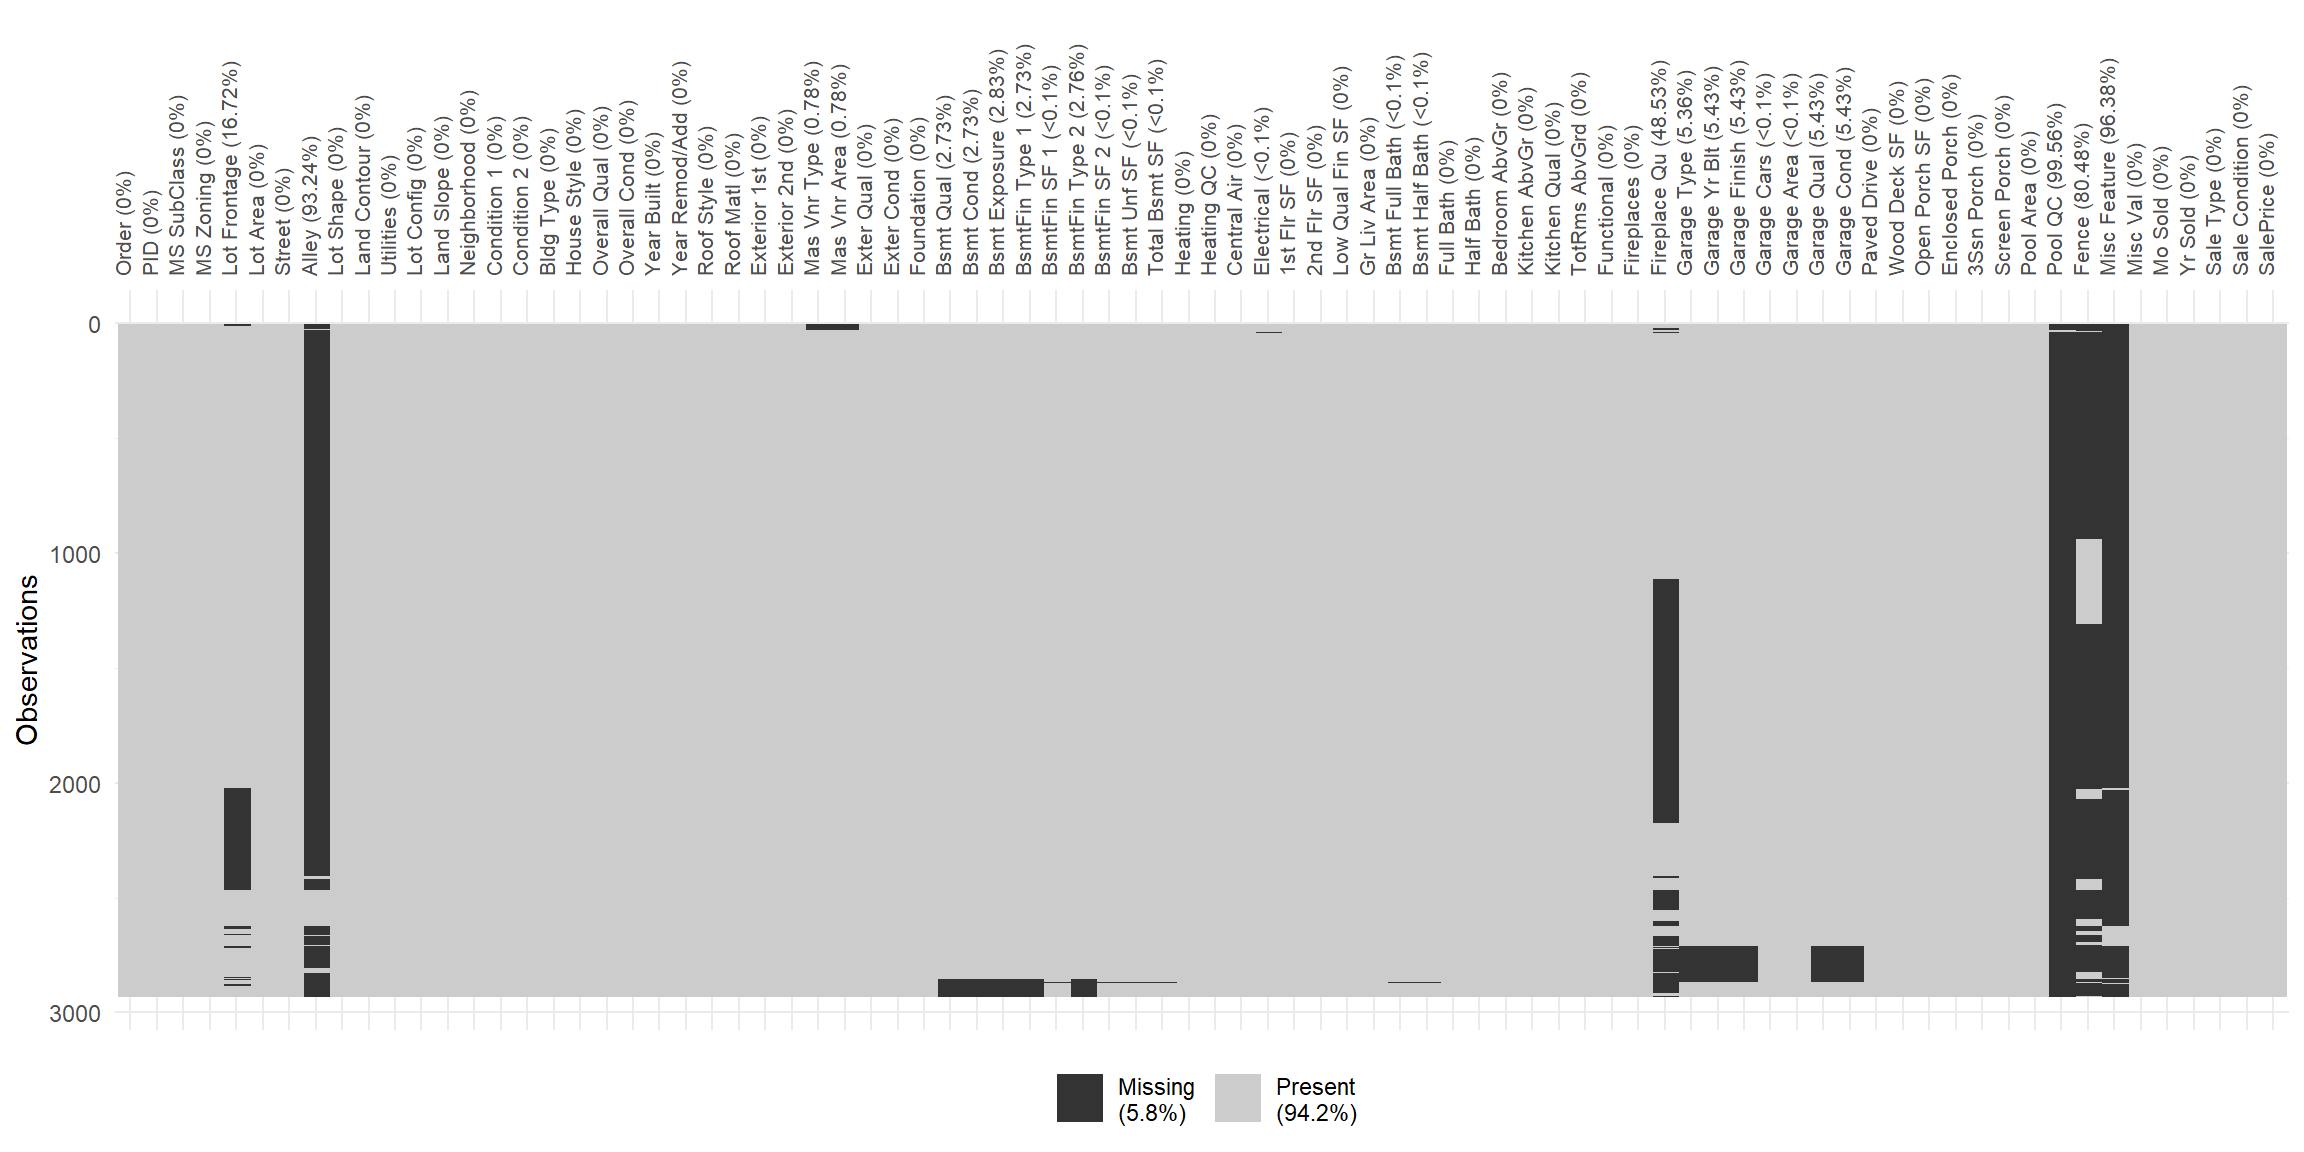 Order (0%)
PID (0%)
MS SubClass (0%)
MS Zoning (0%)
Lot Frontage (16.72%)
Lot Area (0%)
Street (0%)
Alley (93.24%)
Lot Shape (0%)
Land Contour (0%)
Utilities (0%)
Lot Config (0%)
Land Slope (0%)
Neighborhood (0%)
Condition 1 (0%)
Condition 2 (0%)
Bldg Type (0%)
House Style (0%)
Overall Qual (0%)
Overall Cond (0%)
Year Built (0%)
Year Remod/Add (0%)
Roof Style (0%)
Roof Matl (0%)
Exterior 1st (0%)
Exterior 2nd (0%)
Mas Vnr Type (0.78%)
Mas Vnr Area (0.78%)
Exter Qual (0%)
Exter Cond (0%)
Foundation (0%)
Bsmt Qual (2.73%)
Bsmt Cond (2.73%)
Bsmt Exposure (2.83%)
BsmtFin Type 1 (2.73%)
BsmtFin SF 1 (<0.1%)
BsmtFin Type 2 (2.76%)
BsmtFin SF 2 (<0.1%)
Bsmt Unf SF (<0.1%)
Total Bsmt SF (<0.1%)
Heating (0%)
Heating QC (0%)
Central Air (0%)
Electrical (<0.1%)
1st Flr SF (0%)
2nd Flr SF (0%)
Low Qual Fin SF (0%)
Gr Liv Area (0%)
Bsmt Full Bath (<0.1%)
Bsmt Half Bath (<0.1%)
Full Bath (0%)
Half Bath (0%)
Bedroom AbvGr (0%)
Kitchen AbvGr (0%)
Kitchen Qual (0%)
TotRms AbvGrd (0%)
Functional (0%)
Fireplaces (0%)
Fireplace Qu (48.53%)
Garage Type (5.36%)
Garage Yr Blt (5.43%)
Garage Finish (5.43%)
Garage Cars (<0.1%)
Garage Area (<0.1%)
Garage Qual (5.43%)
Garage Cond (5.43%)
Paved Drive (0%)
Wood Deck SF (0%)
Open Porch SF (0%)
Enclosed Porch (0%)
3Ssn Porch (0%)
Screen Porch (0%)
Pool Area (0%)
Pool QC (99.56%)
Fence (80.48%)
Misc Feature (96.38%)
Misc Val (0%)
Mo Sold (0%)
Yr Sold (0%)
Sale Type (0%)
Sale Condition (0%)
SalePrice (0%)
0
1000
2000
3000
Observations
Missing
(5.8%)
Present
(94.2%)